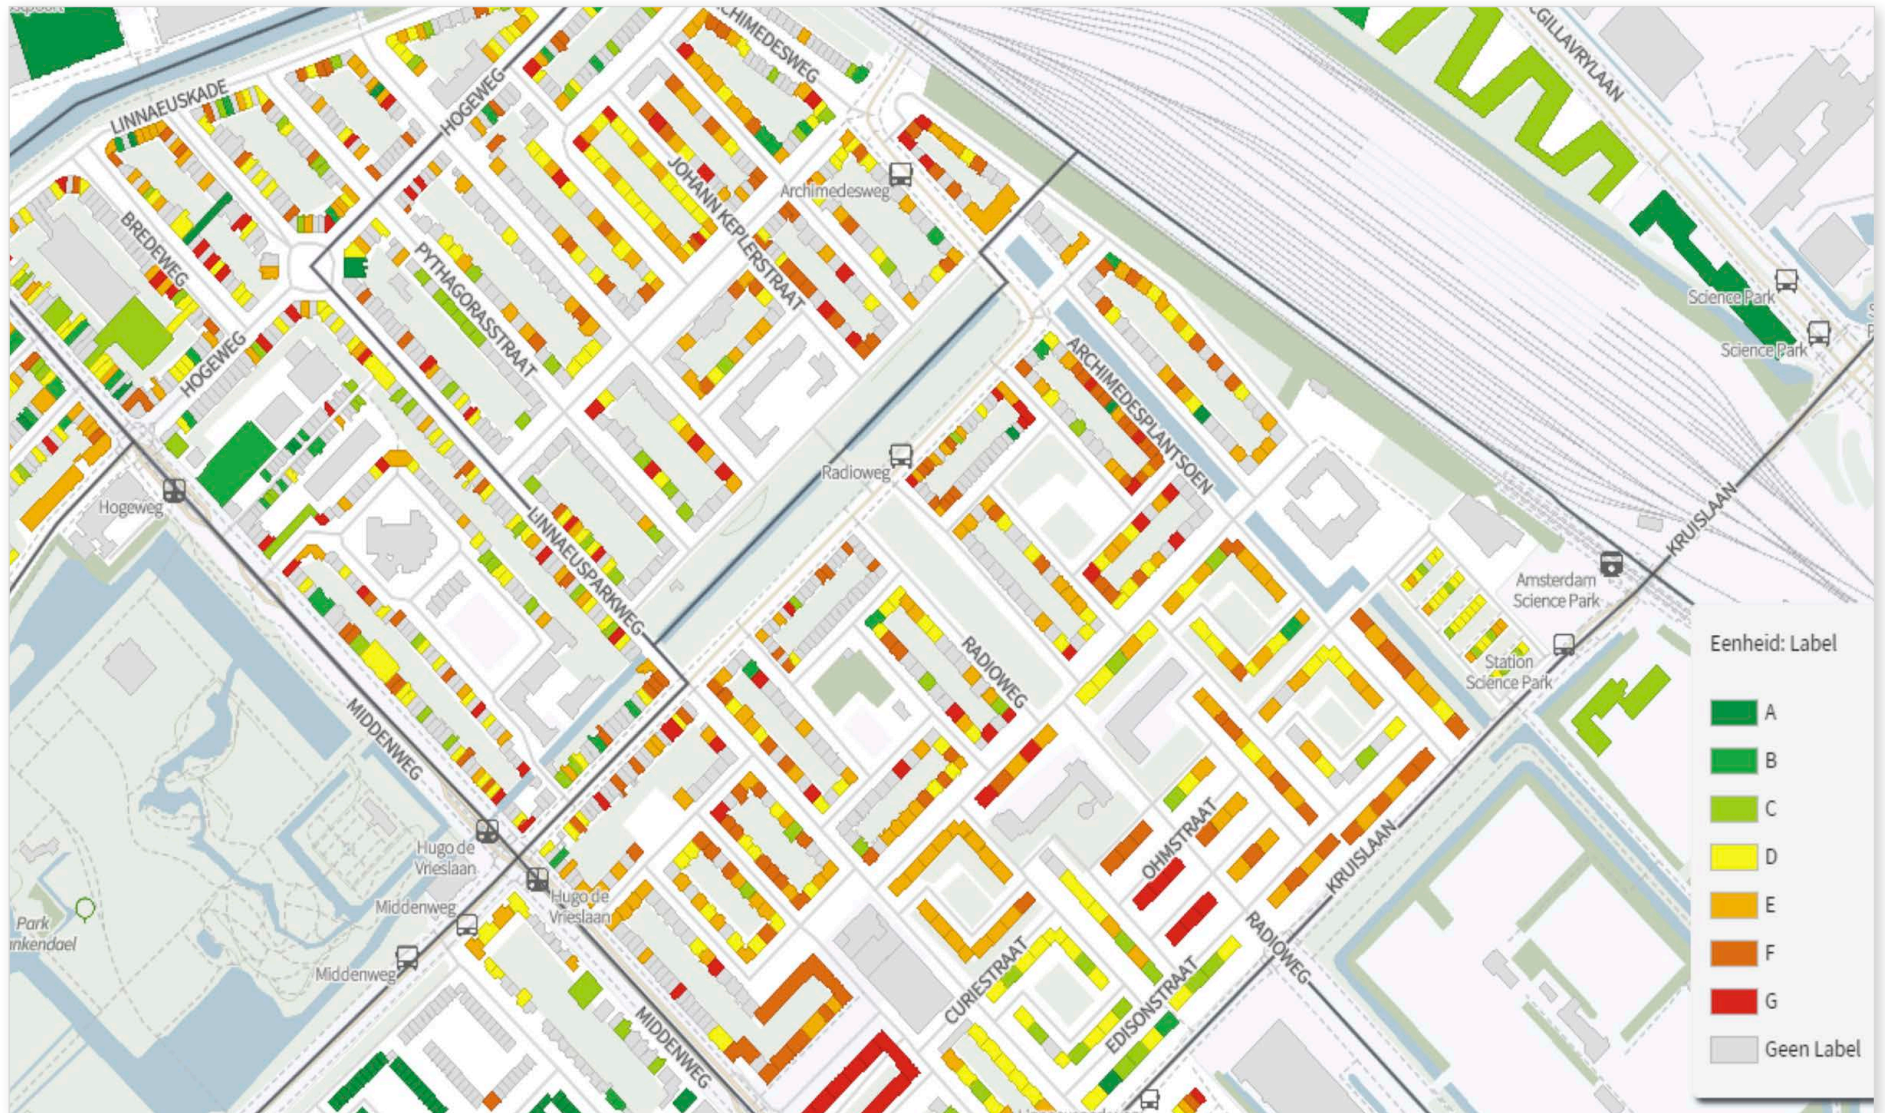 ARCHIMEDESWEG
GILLAVRYLAAN
LINNAEUSKADE
HOGEWEG
JOHANN KEPLERSTRAAT
Archimedesweg
BREDEWEG
PYTHAGORASSTRAAT
Science Park
Science Park
HOGEWEG
ARCHIMEDESPLANTSOEN
Radioweg
Hogeweg
LINNAEUSPARKWEG
KRUISLAAN
Amsterdam
Science Park
RADIOWEG
Station
Science Park
MIDDENWEG
Eenheid: Label
A
B
C
D
E
F
G
Geen Label
OHMSTRAAT
KRUISLAAN
Hugo de
Vrieslaan
Hugo de
Vrieslaan
Middenweg
Park
ankendael
Middenweg
RADIOWEG
CURIESTRAAT
EDISONSTRAAT
MIDDENWEG